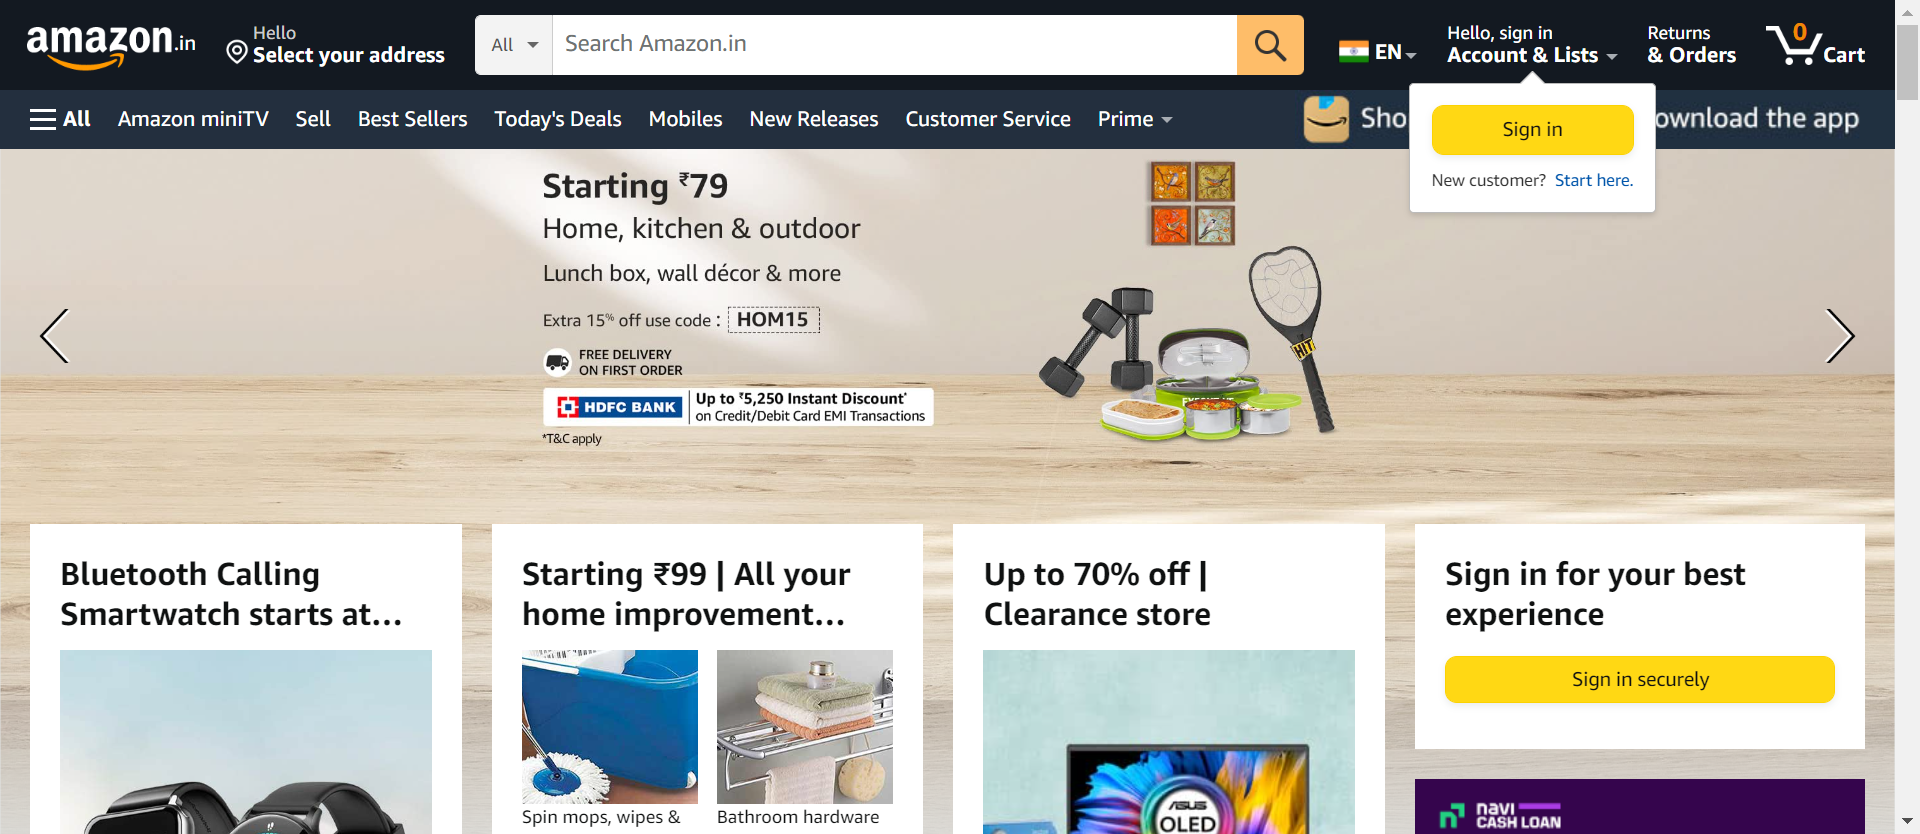 amazon.in
Hello
Select your address
All
Search Amazon.in
EN
Hello, sign in
Account & Lists
Returns
& Orders
0
Cart
All
Amazon miniTV
Sell
Best Sellers
Today's Deals
Mobiles
New Releases
Customer Service
Prime
Sho
ownload the app
Sign in
New customer? Start here.
Starting ₹79
Home, kitchen & outdoor
Lunch box, wall décor & more
Extra 15% off use code : HOM15
FREE DELIVERY
ON FIRST ORDER
HDFC BANK
Up to ₹5,250 Instant Discount*
on Credit/Debit Card EMI Transactions
*T&C apply
HIT
Bluetooth Calling
Smartwatch starts at...
Starting ₹99 | All your
home improvement...
Spin mops, wipes &
Bathroom hardware
Up to 70% off |
Clearance store
ASUS
OLED
Sign in for your best
experience
Sign in securely
navi
CASH LOAN